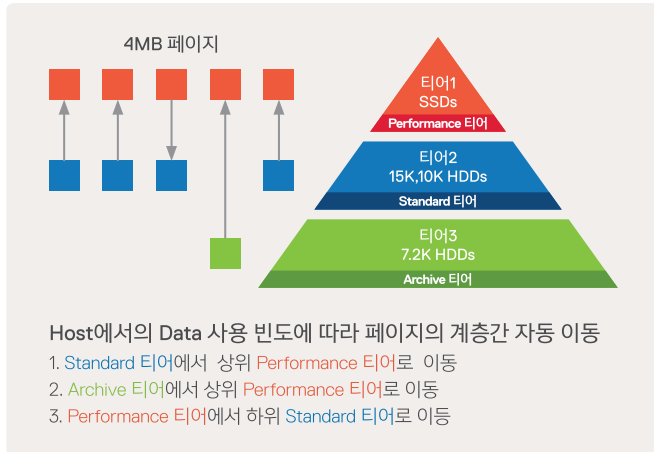 4MB 페이지
티어1
SSDs
Performance 티어
티어2
15K,10K HDDs
Standard 티어
티어3
7.2K HDDs
Archive 티어
Host에서의 Data 사용 빈도에 따라 페이지의 계층간 자동 이동
1. Standard 티어에서 상위 Performance 티어로 이동
2. Archive 티어에서 상위 Performance 티어로 이동
3. Performance 티어에서 하위 Standard 티어로 이등